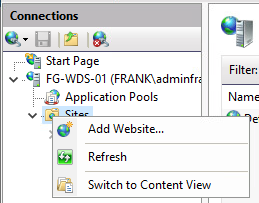 Connections
Start Page
FG-WDS-01 (FRANK\adminfra
Application Pools
Sites
Add Website...
Refresh
Switch to Content View
Filter:
Name